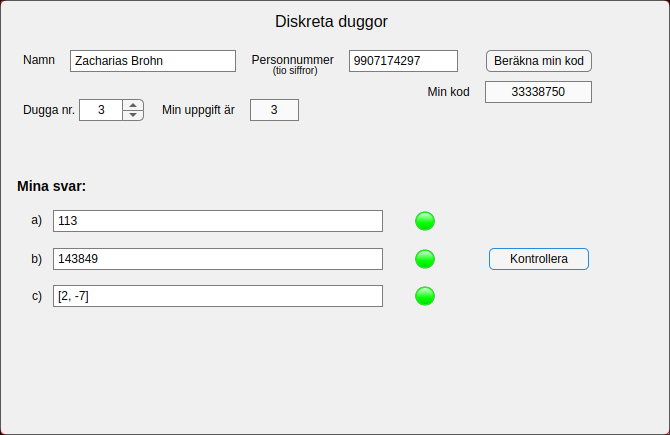 Diskreta duggor
Namn Zacharias Brohn Personnummer 9907174297 Beräkna min kod
(tio siffror)
Min kod 33338750
Dugga nr. 3 Min uppgift är 3
Mina svar:
a) 113
b) 143849 Kontrollera
c) [2, -7]